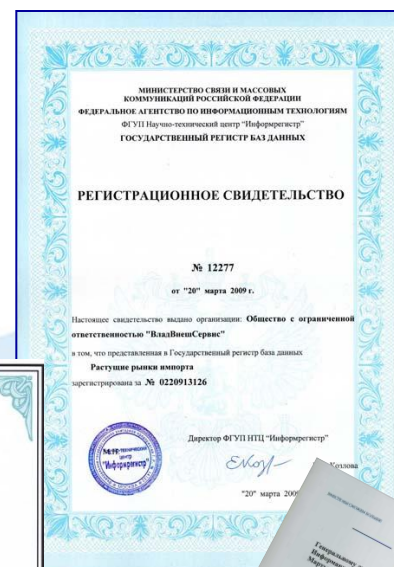 МИНИСТЕРСТВО СВЯЗИ И МАССОВЫХ
КОММУНИКАЦИЙ РОССИЙСКОЙ ФЕДЕРАЦИИ
ФЕДЕРАЛЬНОЕ АГЕНТСТВО ПО ИНФОРМАЦИОННЫМ ТЕХНОЛОГИЯМ
ФГУП Научно-технический центр "Информрегистр"
ГОСУДАРСТВЕННЫЙ РЕГИСТР БАЗ ДАННЫХ
РЕГИСТРАЦИОННОЕ СВИДЕТЕЛЬСТВО
№ 12277
от "20" марта 2009 г.
Настоящее свидетельство выдано организации: Общество с ограниченной
ответственностью "ВладВнешСервис"
в том, что представленная в Государственный регистр база данных
Растущие рынки импорта
зарегистрирована за № 0220913126
Директор ФГУП НТЦ "Информрегистр"
Козлова
"20" марта 2009
центр
"Информрегистр"
Генеральному